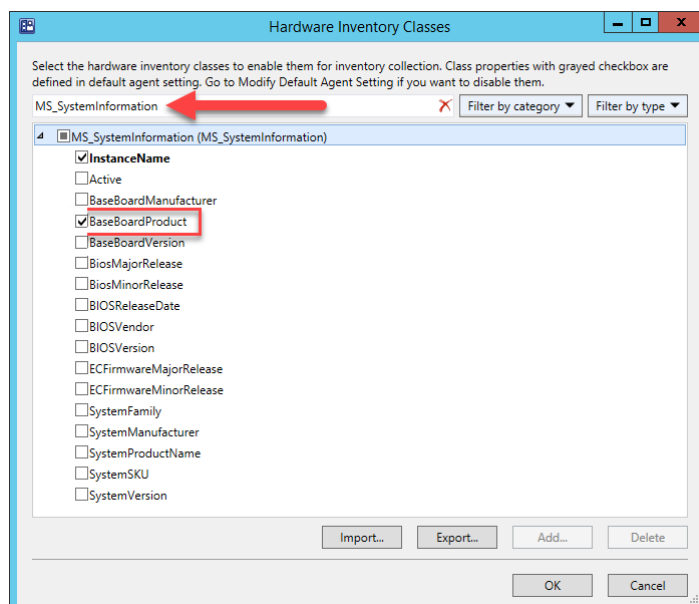 Hardware Inventory Classes
Select the hardware inventory classes to enable them for inventory collection. Class properties with grayed checkbox are
defined in default agent setting. Go to Modify Default Agent Setting if you want to disable them.
MS_SystemInformation
Filter by category
Filter by type
MS_SystemInformation (MS_SystemInformation)
InstanceName
Active
BaseBoardManufacturer
BaseBoardProduct
BaseBoardVersion
BiosMajorRelease
BiosMinorRelease
BIOSReleaseDate
BIOSVendor
BIOSVersion
ECFirmwareMajorRelease
ECFirmwareMinorRelease
SystemFamily
SystemManufacturer
SystemProductName
SystemSKU
SystemVersion
Import...
Export...
Add...
Delete
OK
Cancel